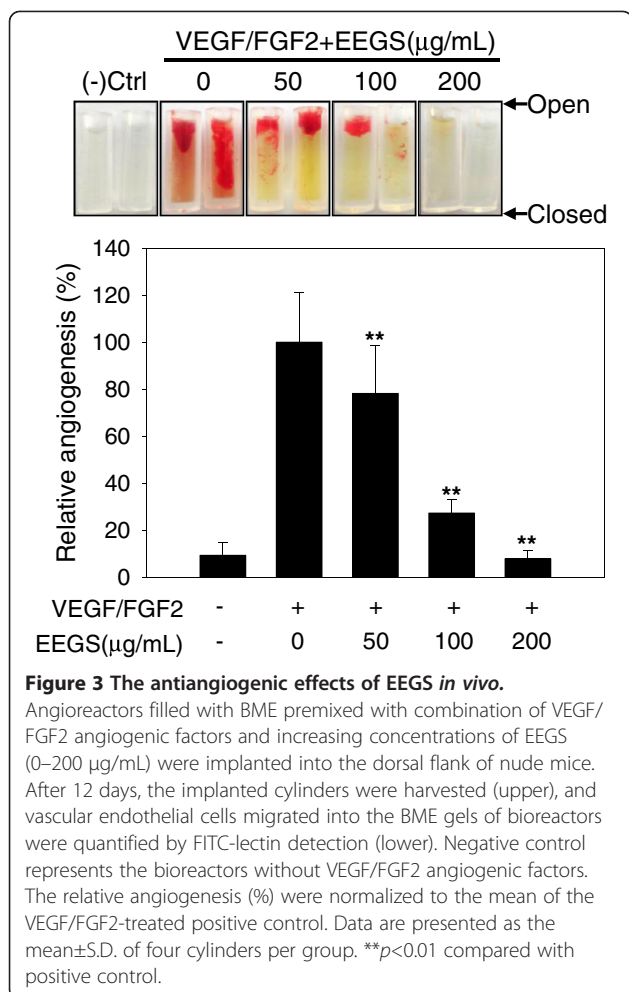 VEGF/FGF2+EEGS(μg/mL)
(-)Ctrl 0 50 100 200
Open
Closed
140
120
100
80
60
40
20
0
Relative angiogenesis (%)
**
**
**
VEGF/FGF2 - + + + +
EEGS(μg/mL) - 0 50 100 200
Figure 3 The antiangiogenic effects of EEGS in vivo.
Angioreactors filled with BME premixed with combination of VEGF/
FGF2 angiogenic factors and increasing concentrations of EEGS
(0–200 μg/mL) were implanted into the dorsal flank of nude mice.
After 12 days, the implanted cylinders were harvested (upper), and
vascular endothelial cells migrated into the BME gels of bioreactors
were quantified by FITC-lectin detection (lower). Negative control
represents the bioreactors without VEGF/FGF2 angiogenic factors.
The relative angiogenesis (%) were normalized to the mean of the
VEGF/FGF2-treated positive control. Data are presented as the
mean±S.D. of four cylinders per group. **p<0.01 compared with
positive control.